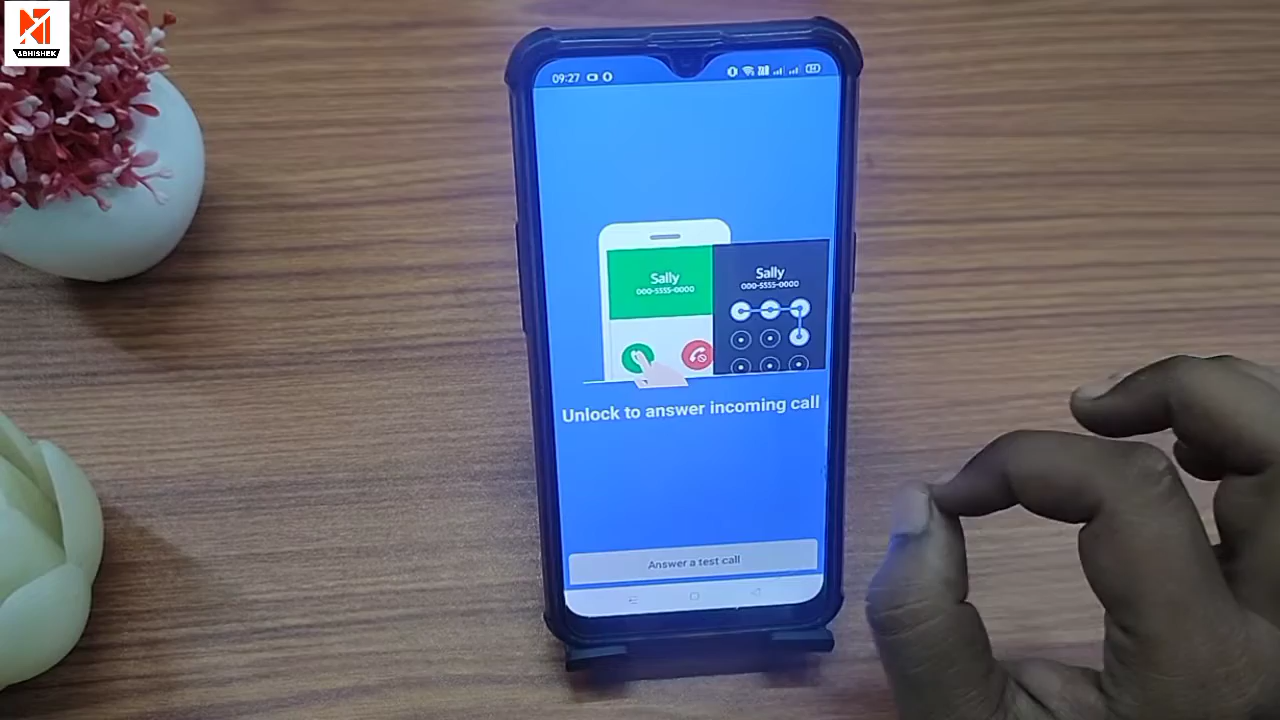 ABHISHEK
09:27
Sally
000-5555-0000
Sally
000-5555-0000
Unlock to answer incoming call
Answer a test call